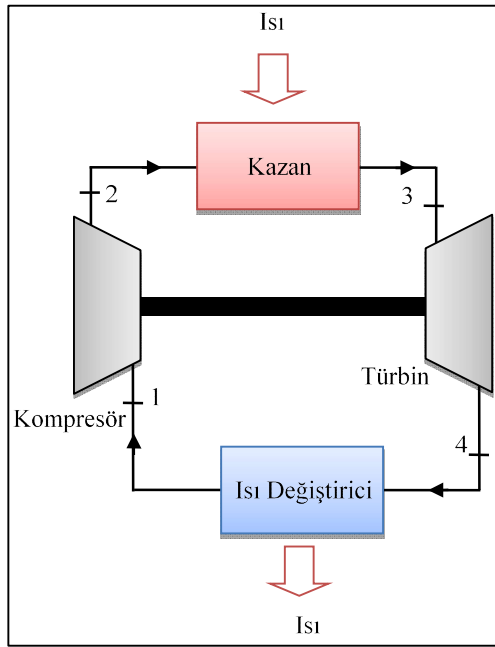 Isı
Kazan
2
3
Türbin
1
Kompresör
4
Isı Değiştirici
Isı